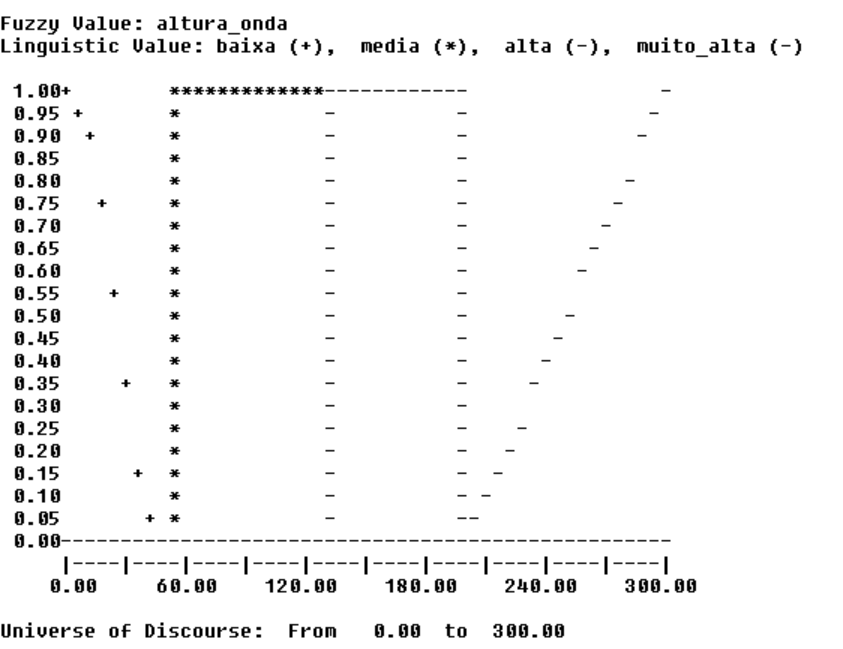 Fuzzy Value: altura_onda
Linguistic Value: baixa (+),  media (*),  alta (-),  muito_alta (-)
 1.00+        *************------------                -
 0.95 +       *            -          -               -
 0.90  +      *            -          -              -
 0.85         *            -          -
 0.80         *            -          -             -
 0.75   +     *            -          -            -
 0.70         *            -          -           -
 0.65         *            -          -          -
 0.60         *            -          -         -
 0.55    +    *            -          -
 0.50         *            -          -        -
 0.45         *            -          -       -
 0.40         *            -          -      -
 0.35     +   *            -          -     -
 0.30         *            -          -
 0.25         *            -          -    -
 0.20         *            -          -   -
 0.15      +  *            -          -  -
 0.10         *            -          - -
 0.05       + *            -          --
 0.00---------------------------------------------------
     |----|----|----|----|----|----|----|----|----|----|
    0.00     60.00    120.00    180.00    240.00    300.00
Universe of Discourse:  From   0.00  to  300.00